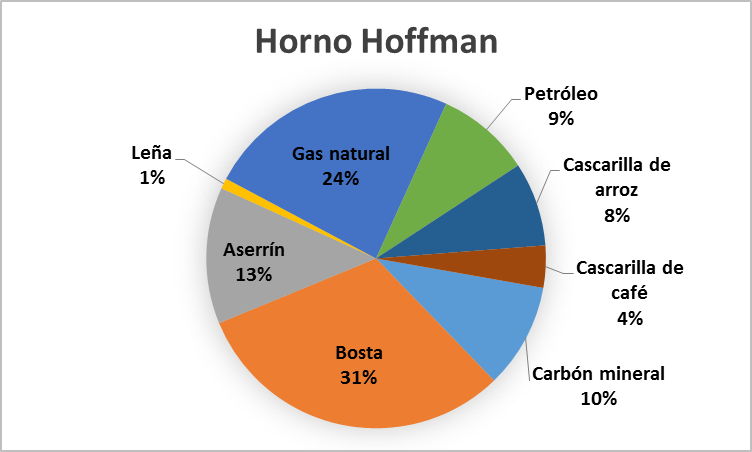 Horno Hoffman
Petróleo
9%
Cascarilla de
arroz
8%
Cascarilla de
café
4%
Carbón mineral
10%
Bosta
31%
Aserrín
13%
Leña
1%
Gas natural
24%